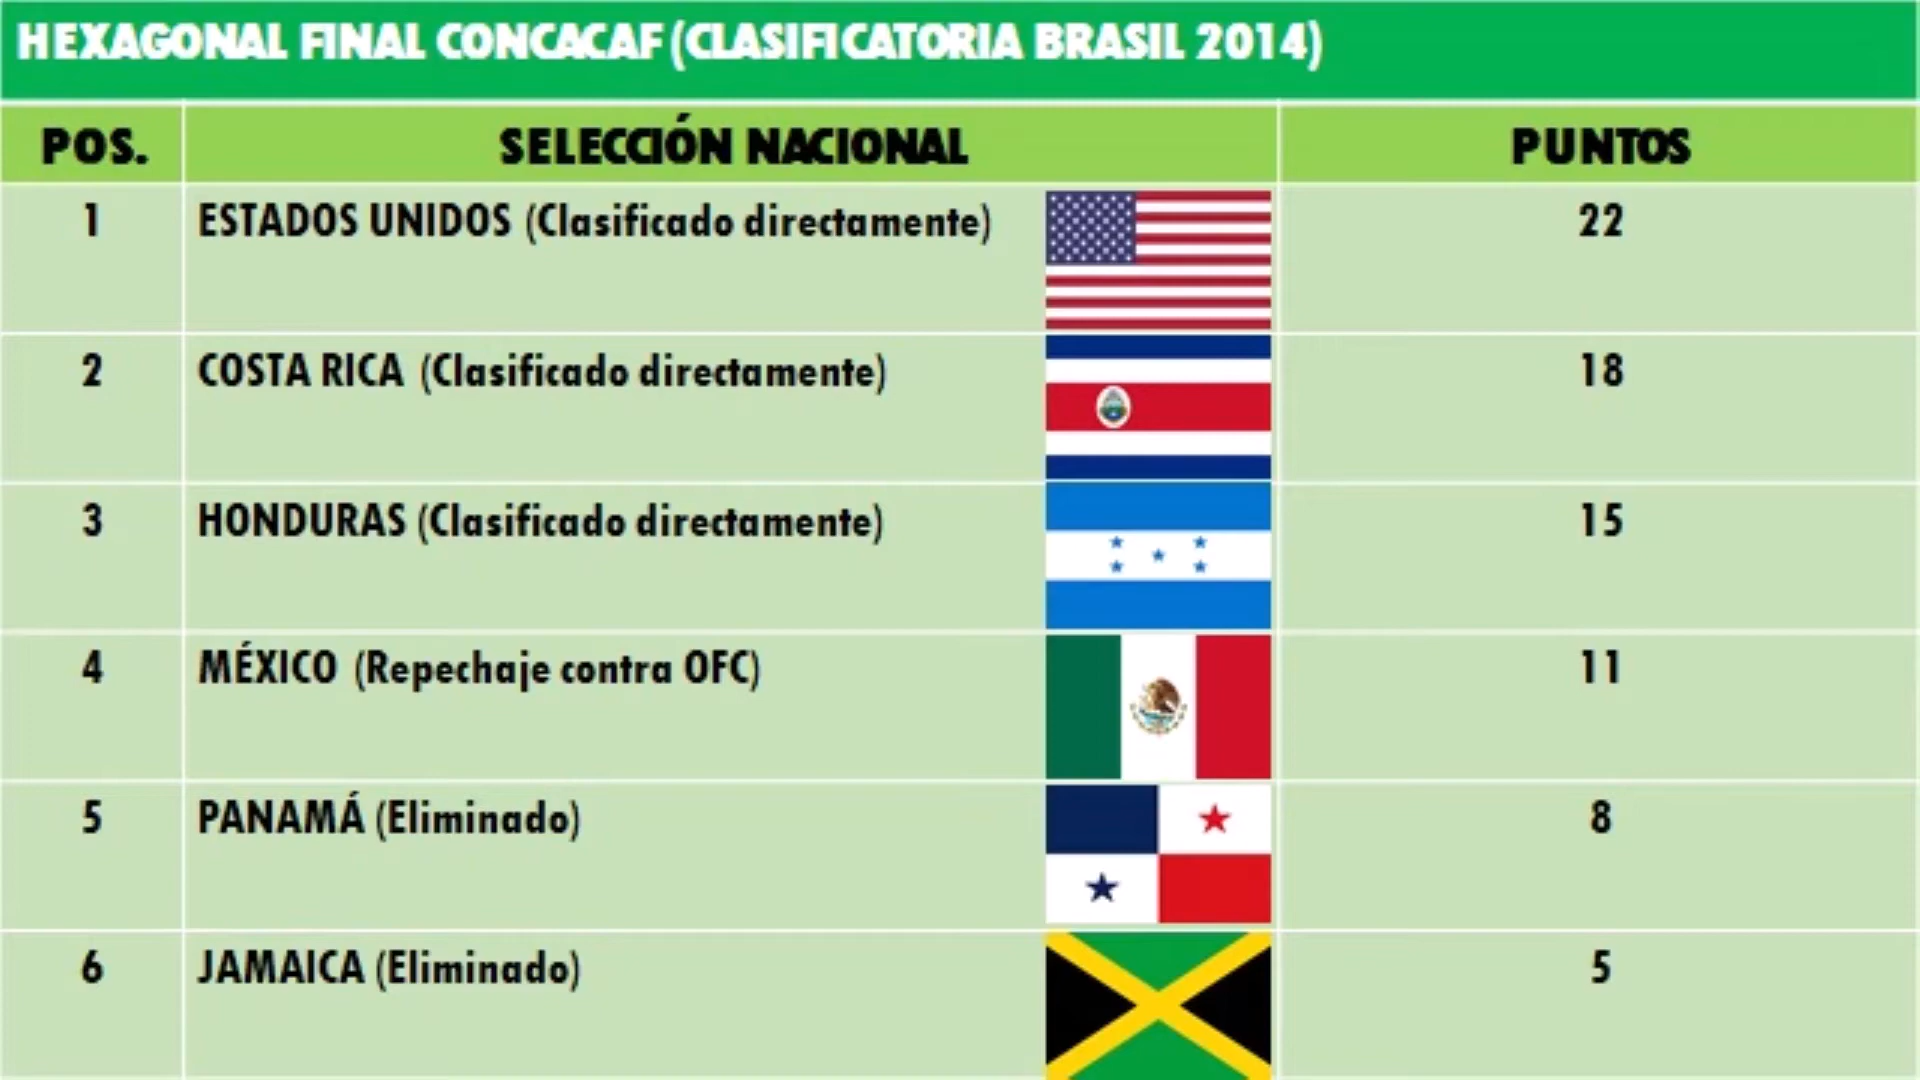 HEXAGONAL FINAL CONCACAF (CLASIFICATORIA BRASIL 2014)
POS. SELECCIÓN NACIONAL PUNTOS
1 ESTADOS UNIDOS (Clasificado directamente) 22
2 COSTA RICA (Clasificado directamente) 18
3 HONDURAS (Clasificado directamente) 15
4 MÉXICO (Repechaje contra OFC) 11
5 PANAMÁ (Eliminado) 8
6 JAMAICA (Eliminado) 5